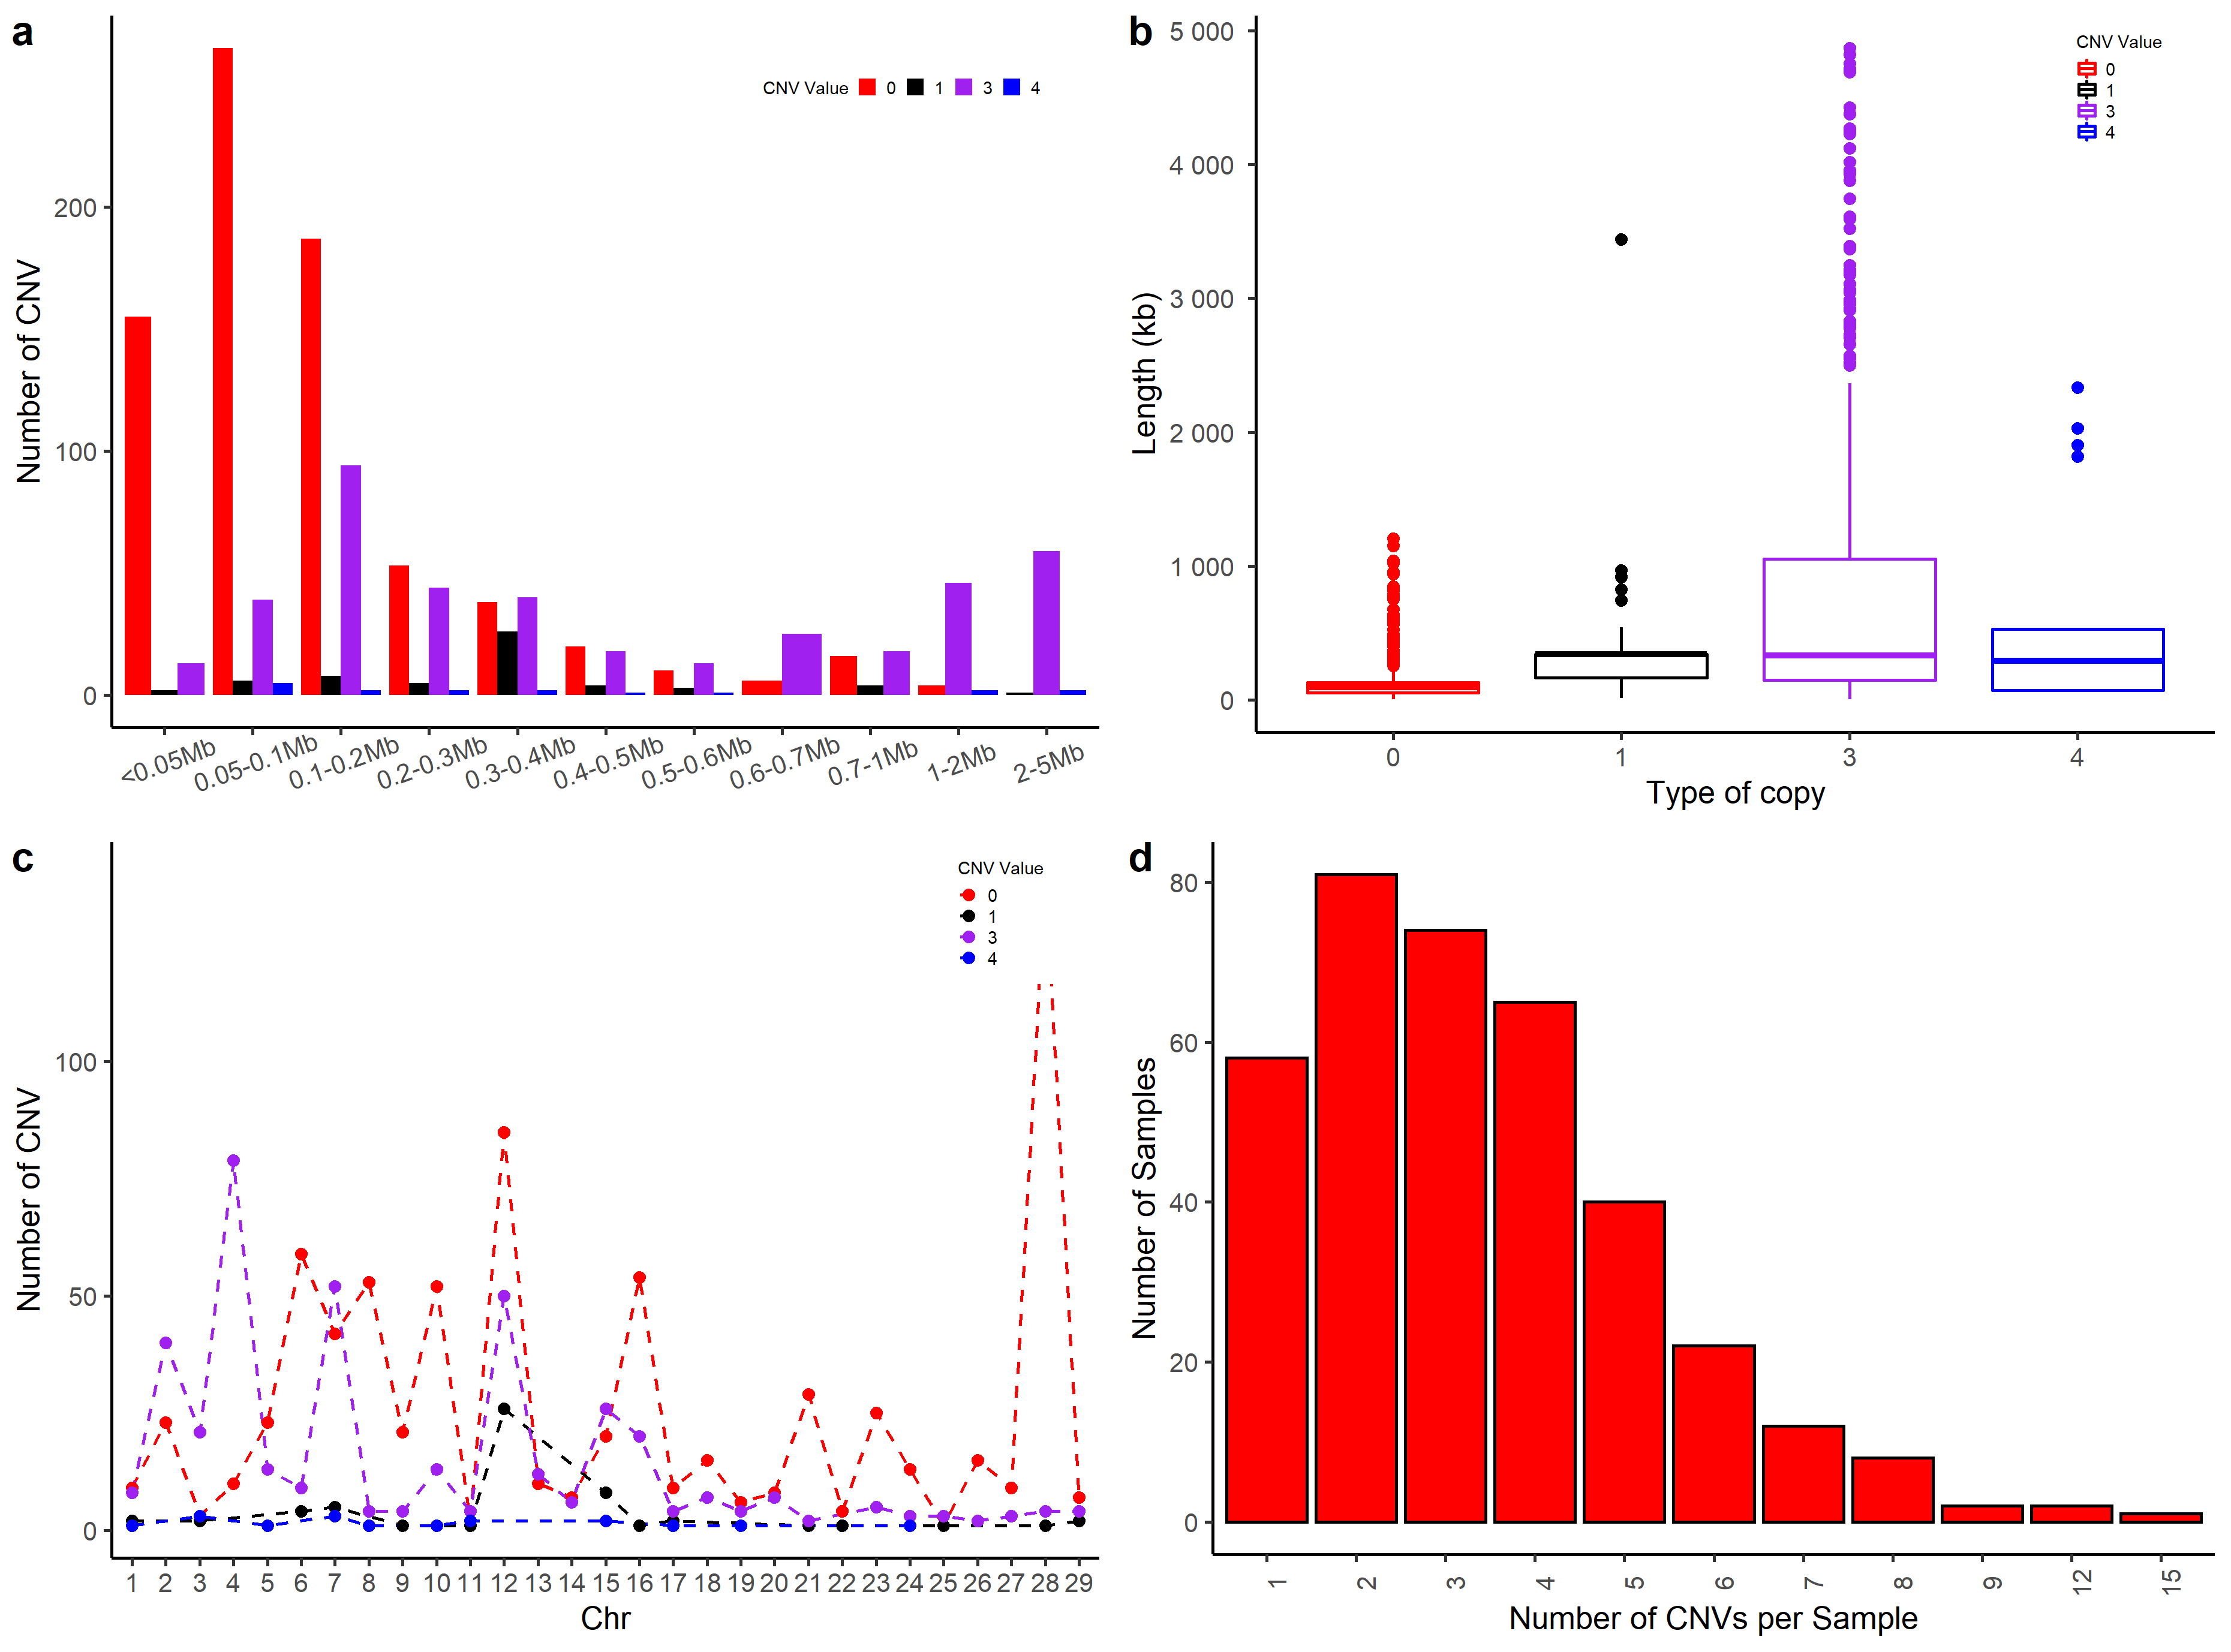 a
CNV Value 0 1 3 4
Number of CNV
200
100
0
<0.05Mb 0.05-0.1Mb 0.1-0.2Mb 0.2-0.3Mb 0.3-0.4Mb 0.4-0.5Mb 0.5-0.6Mb 0.6-0.7Mb 0.7-1Mb 1-2Mb 2-5Mb
b
CNV Value
0
1
3
4
Length (kb)
5 000
4 000
3 000
2 000
1 000
0
0 1 3 4
Type of copy
c
CNV Value
0
1
3
4
Number of CNV
100
50
0
1 2 3 4 5 6 7 8 9 10 11 12 13 14 15 16 17 18 19 20 21 22 23 24 25 26 27 28 29
Chr
d
Number of Samples
80
60
40
20
0
1 2 3 4 5 6 7 8 9 12 15
Number of CNVs per Sample